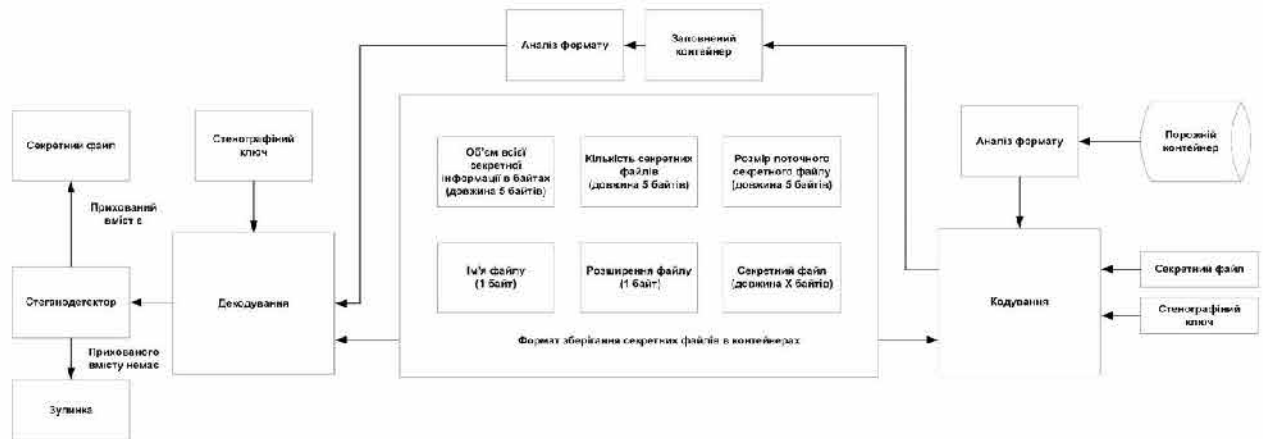 Аналіз формату
Заповнений
контейнер
Секретний файл
Стенографіний
ключ
Аналіз формату
Порожній
контейнер
Об'єм всієї
секретної
інформації в байтах
(довжина 5 байтів)
Кількість секретних
файлів
(довжина 5 байтів)
Розмір поточного
секретного файлу
(довжина 5 байтів)
Прихований
вміст є
Ім'я файлу
(1 байт)
Розширення файлу
(1 байт)
Секретний файл
(довжина X байтів)
Стеганодетектор
Декодування
Кодування
Секретний файл
Стенографіний
ключ
Формат зберігання секретних файлів в контейнерах
Прихованого
вмісту немає
Зупинка